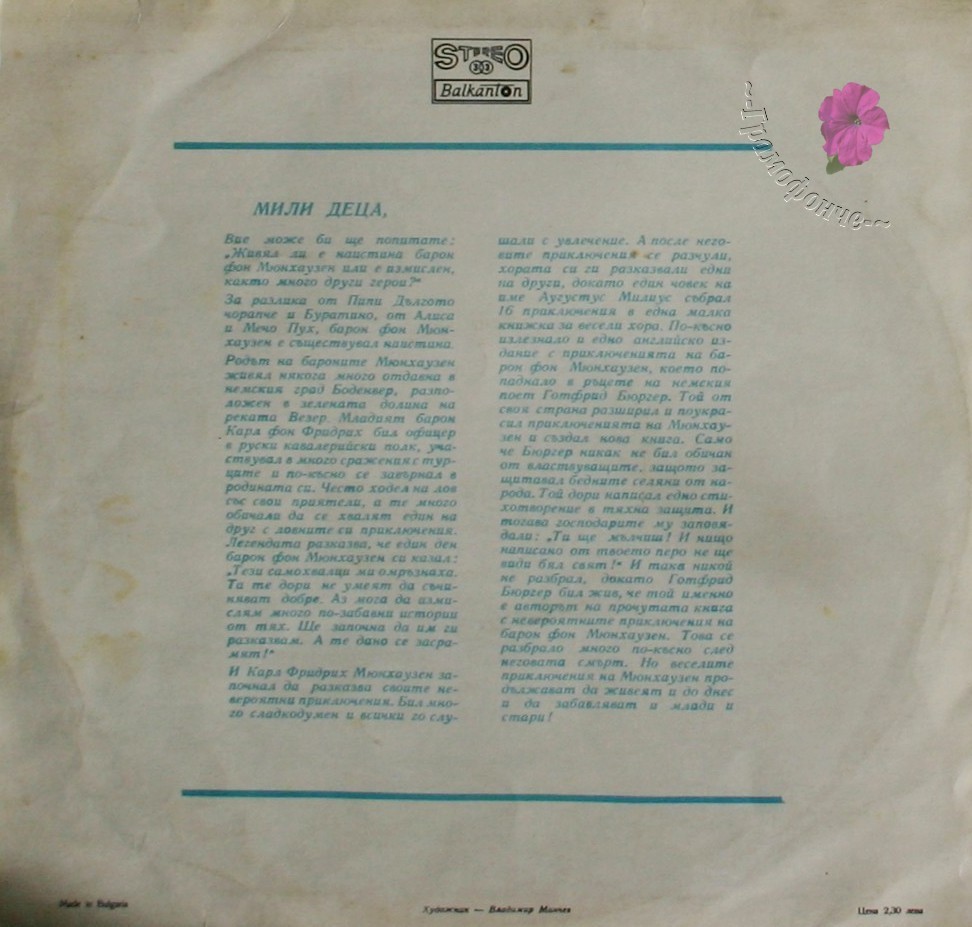 STEREO
33
Balkanton
~~Грамофонче~~
МИЛИ ДЕЦА,
Вие може би ще попитате:
„Живял ли е наистина барон
фон Мюнхаузен или е измислен,
както много други герои?“
За разлика от Пипи Дългото
чорапче и Буратино, от Алиса
и Мечо Пух, барон фон Мюн-
хаузен е съществувал наистина.
Родът на бароните Мюнхаузен
живял някога много отдавна в
немския град Боденвер, разпо-
ложен в зелената долина на
реката Везер. Младият барон
Карл фон Фридрих бил офицер
в руски кавалерийски полк, уча-
ствувал в много сражения с тур-
ците и по-късно се завърнал в
родината си. Често ходел на лов
със свои приятели, а те много
обичали да се хвалят един на
друг с ловните си приключения.
Легендата разказва, че един ден
барон фон Мюнхаузен си казал:
„Тези самохвалци ми омръзнаха.
Та те дори не умеят да съчи-
няват добре. Аз мога да изми-
слям много по-забавни истории
от тях. Ще започна да им ги
разказвам. А те дано се засра-
мят!“
И Карл Фридрих Мюнхаузен за-
почнал да разказва своите не-
вероятни приключения. Бил мно-
го сладкодумен и всички го слу-
шали с увлечение. А после него-
вите приключения се разчули,
хората си ги разказвали едни
на други, докато един човек на
име Аугустус Милиус събрал
16 приключения в една малка
книжка за весели хора. По-късно
излезнало и едно английско из-
дание с приключенията на ба-
рон фон Мюнхаузен, което по-
паднало в ръцете на немския
поет Готфрид Бюргер. Той от
своя страна разширил и поукра-
сил приключенията на Мюнхау-
зен и създал нова книга. Само
че Бюргер никак не бил обичан
от властвуващите, защото за-
щитавал бедните селяни от на-
рода. Той дори написал едно сти-
хотворение в тяхна защита. И
тогава господарите му заповя-
дали: „Ти ще мълчиш! И нищо
написано от твоето перо не ще
види бял свят!“ И така никой
не разбрал, докато Готфрид
Бюргер бил жив, че той именно
е авторът на прочутата книга
с невероятните приключения на
барон фон Мюнхаузен. Това се
разбрало много по-късно след
неговата смърт. Но веселите
приключения на Мюнхаузен про-
дължават да живеят и до днес
и да забавляват и млади и
стари!
Made in Bulgaria
Художник — Владимир Минчев
Цена 2,30 лева